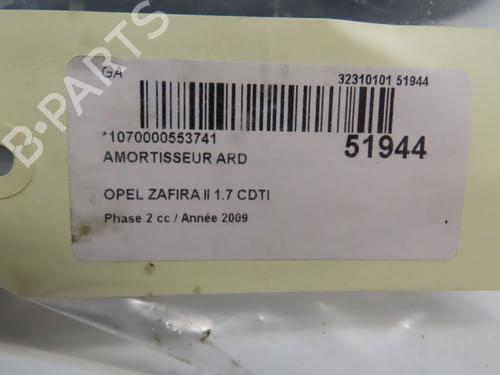 GA
32310101 51944
*1070000553741
51944
AMORTISSEUR ARD
OPEL ZAFIRA II 1.7 CDTI
Phase 2 cc / Année 2009
B-PARTS